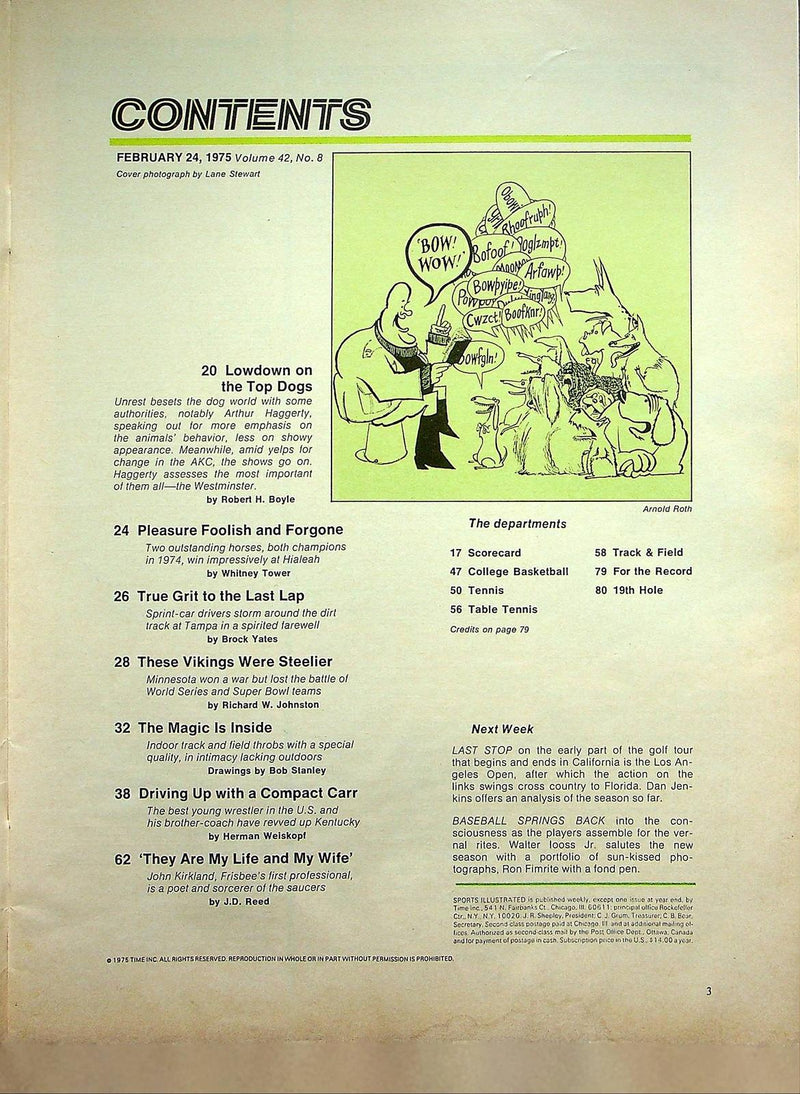 CONTENTS
FEBRUARY 24, 1975 Volume 42, No. 8
Cover photograph by Lane Stewart
'BOW!
WOW!'
Obow!
Rhoofruph!
Bofoof!
Yoglzmpt!
Arfawp!
Bowpyipe!
Cwzct!
BoofKnr!
Bowfgln!
Arnold Roth
20 Lowdown on
the Top Dogs
Unrest besets the dog world with some
authorities, notably Arthur Haggerty,
speaking out for more emphasis on
the animals' behavior, less on showy
appearance. Meanwhile, amid yelps for
change in the AKC, the shows go on.
Haggerty assesses the most important
of them all—the Westminster.
by Robert H. Boyle
24 Pleasure Foolish and Forgone
Two outstanding horses, both champions
in 1974, win impressively at Hialeah
by Whitney Tower
26 True Grit to the Last Lap
Sprint-car drivers storm around the dirt
track at Tampa in a spirited farewell
by Brock Yates
28 These Vikings Were Steelier
Minnesota won a war but lost the battle of
World Series and Super Bowl teams
by Richard W. Johnston
32 The Magic Is Inside
Indoor track and field throbs with a special
quality, in intimacy lacking outdoors
Drawings by Bob Stanley
38 Driving Up with a Compact Carr
The best young wrestler in the U.S. and
his brother-coach have revved up Kentucky
by Herman Weiskopf
62 'They Are My Life and My Wife'
John Kirkland, Frisbee's first professional,
is a poet and sorcerer of the saucers
by J.D. Reed
The departments
17 Scorecard
47 College Basketball
50 Tennis
56 Table Tennis
58 Track & Field
79 For the Record
80 19th Hole
Credits on page 79
Next Week
LAST STOP on the early part of the golf tour
that begins and ends in California is the Los An-
geles Open, after which the action on the
links swings cross country to Florida. Dan Jen-
kins offers an analysis of the season so far.
BASEBALL SPRINGS BACK into the con-
sciousness as the players assemble for the ver-
nal rites. Walter Iooss Jr. salutes the new
season with a portfolio of sun-kissed pho-
tographs, Ron Fimrite with a fond pen.
SPORTS ILLUSTRATED is published weekly, except one issue at year end, by
Time Inc., 541 N. Fairbanks Ct., Chicago, Ill. 60611; principal office Rockefeller
Ctr., N.Y., N.Y. 10020. J. R. Shepley, President; C. J. Grum, Treasurer; C. B. Bear,
Secretary. Second class postage paid at Chicago, Ill. and at additional mailing of-
fices. Authorized as second-class mail by the Post Office Dept., Ottawa, Canada
and for payment of postage in cash. Subscription price in the U.S., $14.00 a year.
© 1975 TIME INC. ALL RIGHTS RESERVED. REPRODUCTION IN WHOLE OR IN PART WITHOUT PERMISSION IS PROHIBITED.
3